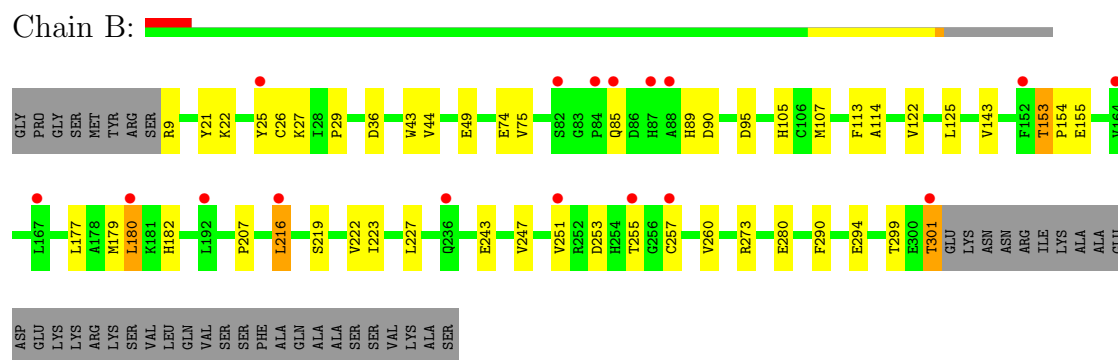 Chain B:
GLY PRO GLY SER MET TYR ARG SER R9 Y21 K22 Y25 C26 K27 I28 P29 D36 W43 V44 E49 E74 V75 S82 G83 P84 Q85 D86 H87 A88 H89 D90 D95 H105 C106 M107 F113 A114 V122 L125 V143 F152 T153 P154 E155 V164
L167 L177 A178 M179 L180 K181 H182 L192 P207 L216 S219 V222 I223 L227 Q236 E243 V247 V251 R252 D253 H254 T255 G256 C257 V260 R273 E280 F290 E294 T299 E300 T301 GLU LYS ASN ASN ARG ILE LYS ALA ALA GLU
ASP GLU LYS LYS ARG LYS SER VAL LEU GLN VAL SER SER PHE ALA GLN ALA ALA SER SER VAL LYS ALA SER